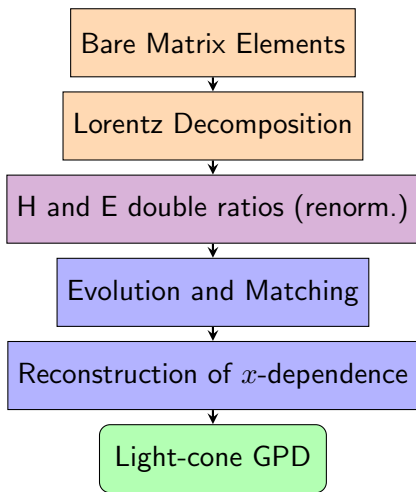 Bare Matrix Elements
Lorentz Decomposition
H and E double ratios (renorm.)
Evolution and Matching
Reconstruction of x-dependence
Light-cone GPD